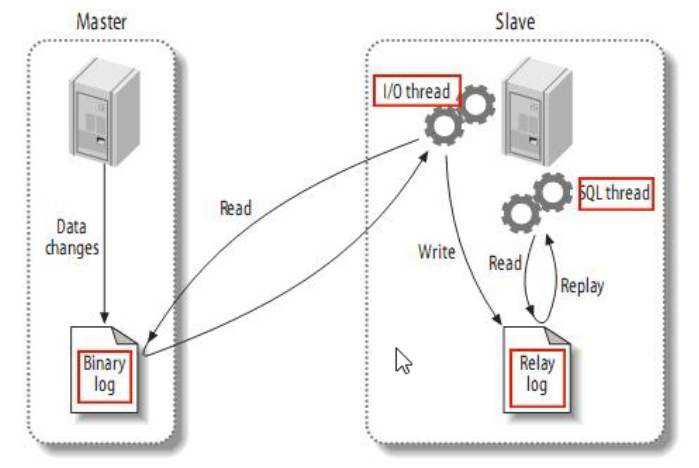 Master
Slave
I/O thread
SQL thread
Data
changes
Read
Write
Read
Replay
Binary
log
Relay
log